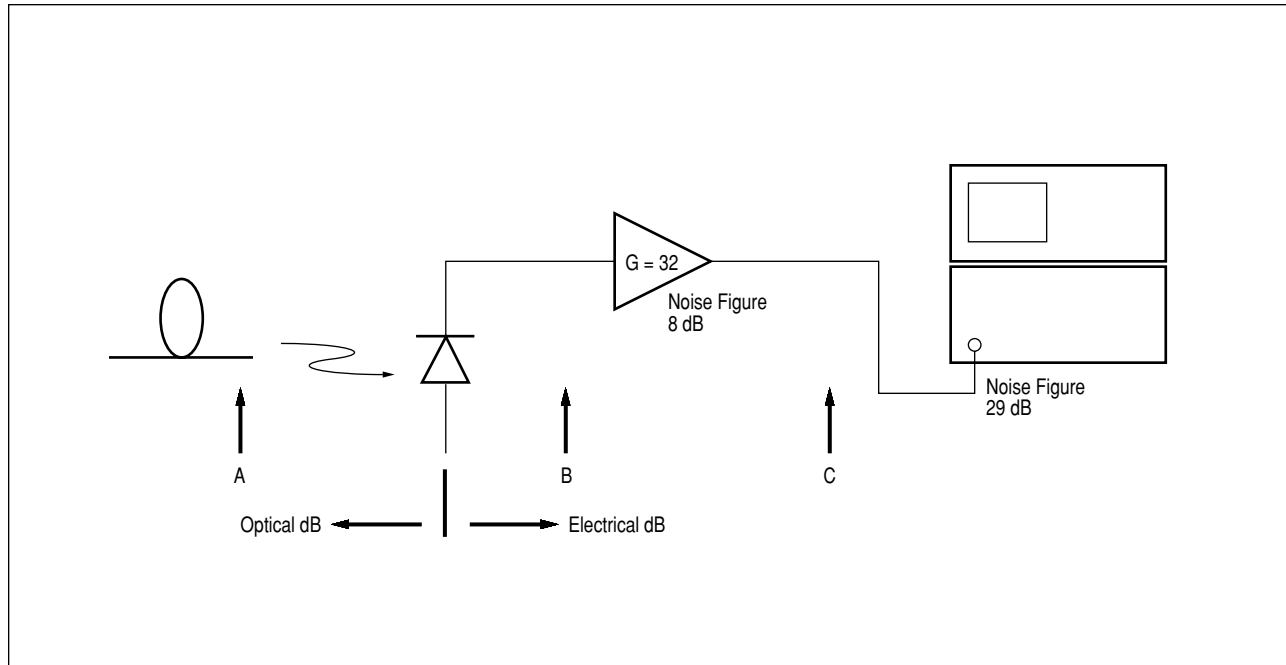 G = 32
Noise Figure
8 dB
Noise Figure
29 dB
A
B
C
Optical dB
Electrical dB